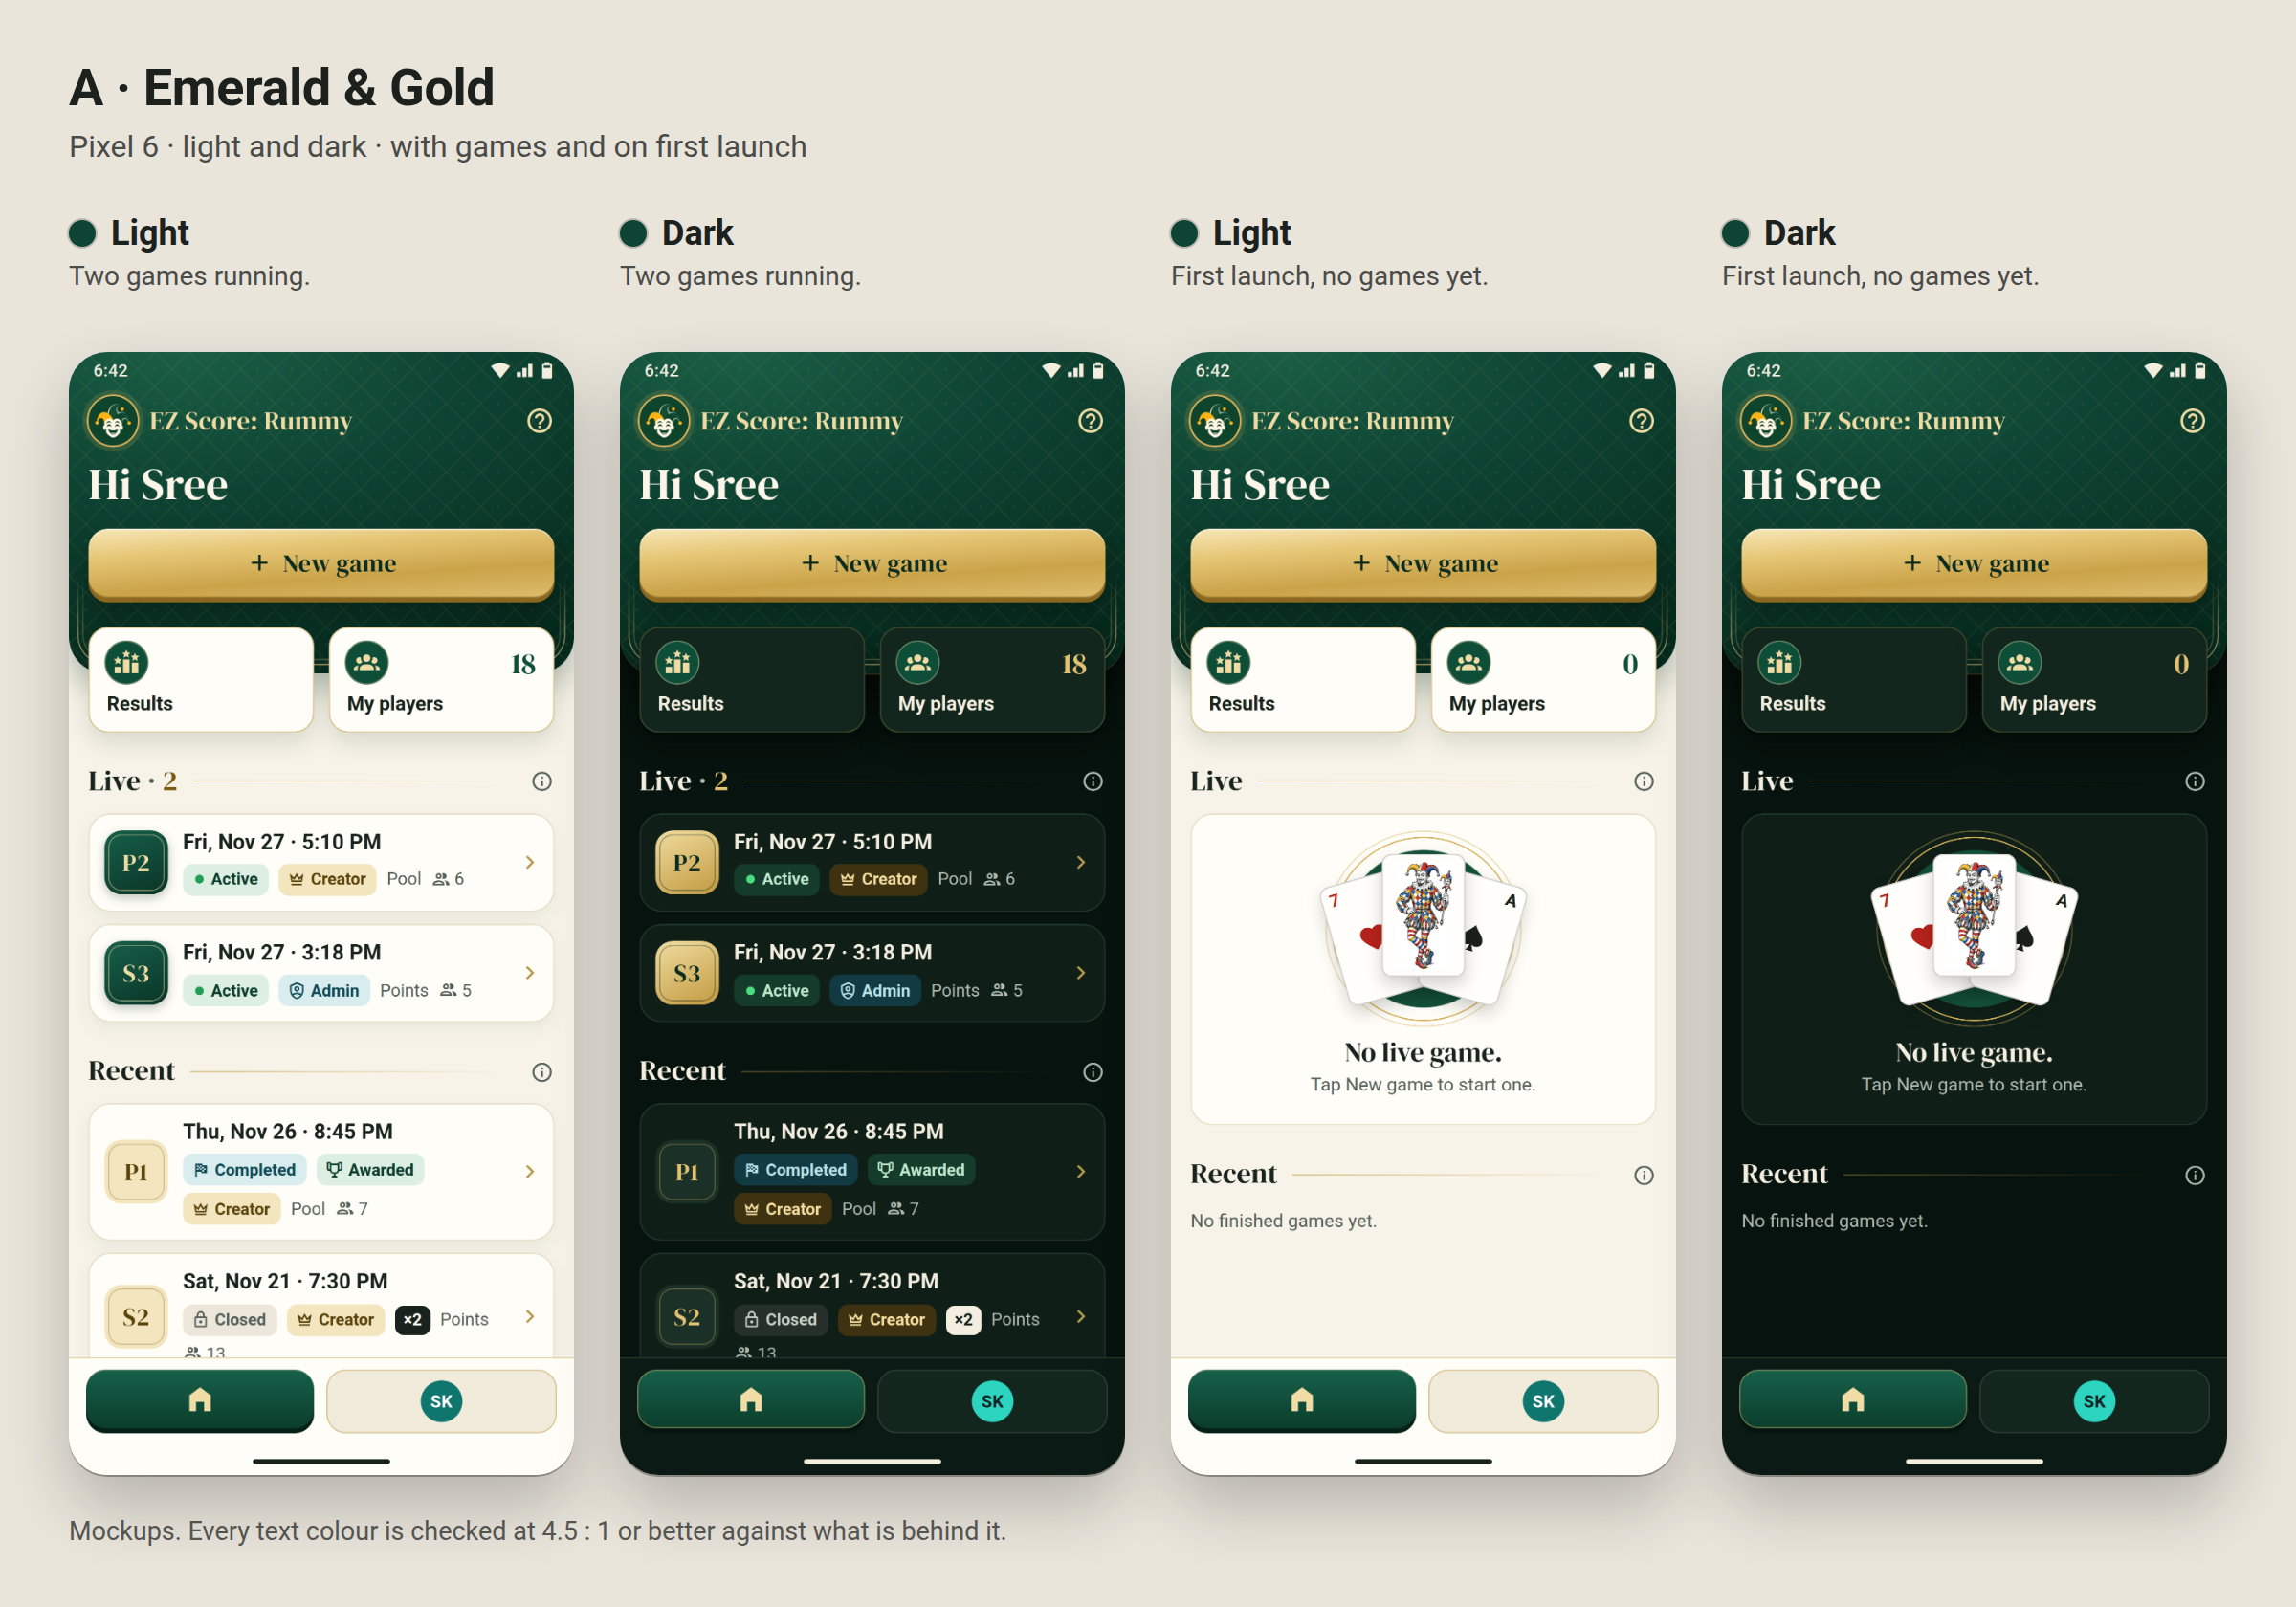 A · Emerald & Gold
Pixel 6 · light and dark · with games and on first launch
Light
Two games running.
6:42
EZ Score: Rummy
Hi Sree
+ New game
Results
My players
18
Live · 2
P2
Fri, Nov 27 · 5:10 PM
Active
Creator
Pool
6
S3
Fri, Nov 27 · 3:18 PM
Active
Admin
Points
5
Recent
P1
Thu, Nov 26 · 8:45 PM
Completed
Awarded
Creator
Pool
7
S2
Sat, Nov 21 · 7:30 PM
Closed
Creator
×2
Points
13
SK
Dark
Two games running.
6:42
EZ Score: Rummy
Hi Sree
+ New game
Results
My players
18
Live · 2
P2
Fri, Nov 27 · 5:10 PM
Active
Creator
Pool
6
S3
Fri, Nov 27 · 3:18 PM
Active
Admin
Points
5
Recent
P1
Thu, Nov 26 · 8:45 PM
Completed
Awarded
Creator
Pool
7
S2
Sat, Nov 21 · 7:30 PM
Closed
Creator
×2
Points
13
SK
Light
First launch, no games yet.
6:42
EZ Score: Rummy
Hi Sree
+ New game
Results
My players
0
Live
7
A
No live game.
Tap New game to start one.
Recent
No finished games yet.
SK
Dark
First launch, no games yet.
6:42
EZ Score: Rummy
Hi Sree
+ New game
Results
My players
0
Live
7
A
No live game.
Tap New game to start one.
Recent
No finished games yet.
SK
Mockups. Every text colour is checked at 4.5 : 1 or better against what is behind it.